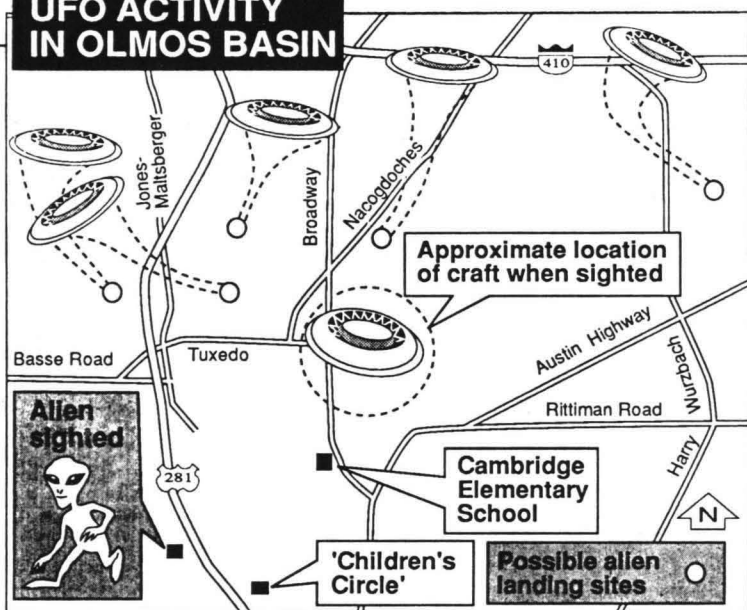 UFO ACTIVITY
IN OLMOS BASIN
410
Jones-
Maltsberger
Broadway
Nacogdoches
Approximate location
of craft when sighted
Basse Road
Tuxedo
Austin Highway
Wurzbach
Rittiman Road
Harry
Alien
sighted
281
Cambridge
Elementary
School
N
'Children's
Circle'
Possible alien
landing sites